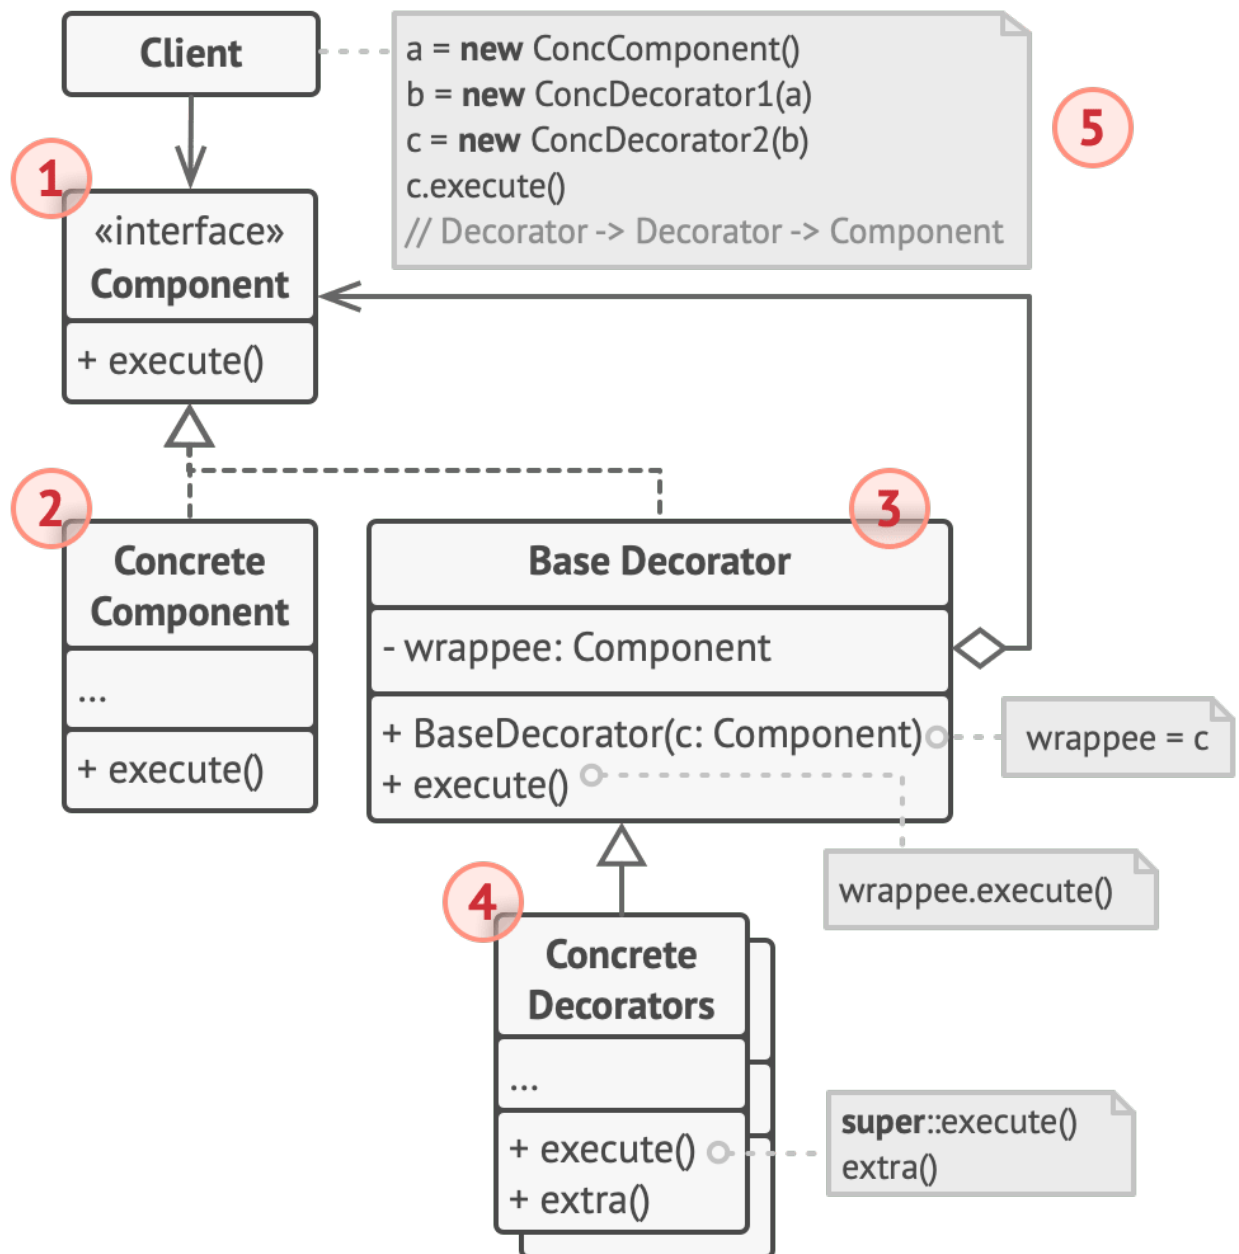 Client
a = new ConcComponent()
b = new ConcDecorator1(a)
c = new ConcDecorator2(b)
c.execute()
// Decorator -> Decorator -> Component
5
1
«interface»
Component
+ execute()
2
Concrete
Component
...
+ execute()
3
Base Decorator
- wrappee: Component
+ BaseDecorator(c: Component)
+ execute()
wrappee = c
wrappee.execute()
4
Concrete
Decorators
...
+ execute()
+ extra()
super::execute()
extra()